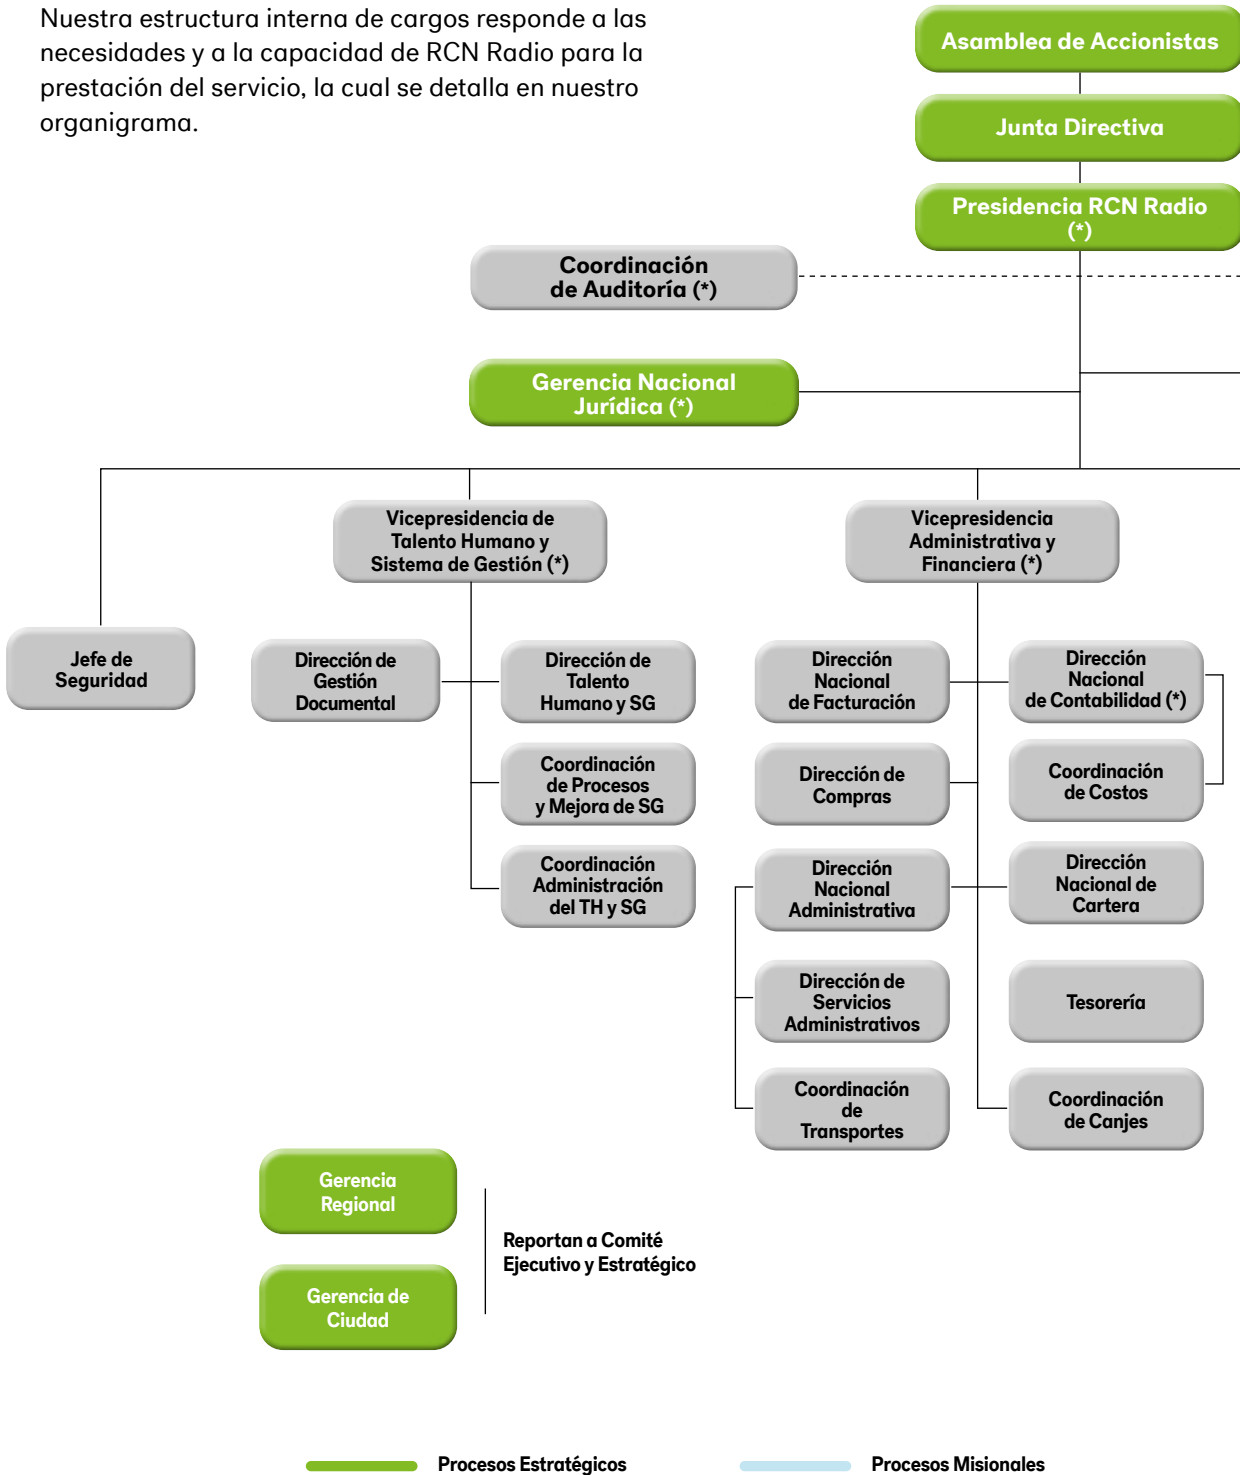 Nuestra estructura interna de cargos responde a las
necesidades y a la capacidad de RCN Radio para la
prestación del servicio, la cual se detalla en nuestro
organigrama.
Asamblea de Accionistas
Junta Directiva
Presidencia RCN Radio
(*)
Coordinación
de Auditoría (*)
Gerencia Nacional
Jurídica (*)
Vicepresidencia de
Talento Humano y
Sistema de Gestión (*)
Vicepresidencia
Administrativa y
Financiera (*)
Jefe de
Seguridad
Dirección de
Gestión
Documental
Dirección de
Talento
Humano y SG
Dirección
Nacional
de Facturación
Dirección
Nacional
de Contabilidad (*)
Coordinación
de Procesos
y Mejora de SG
Dirección de
Compras
Coordinación
de Costos
Coordinación
Administración
del TH y SG
Dirección
Nacional
Administrativa
Dirección
Nacional de
Cartera
Dirección de
Servicios
Administrativos
Tesorería
Coordinación
de
Transportes
Coordinación
de Canjes
Gerencia
Regional
Reportan a Comité
Ejecutivo y Estratégico
Gerencia de
Ciudad
Procesos Estratégicos
Procesos Misionales